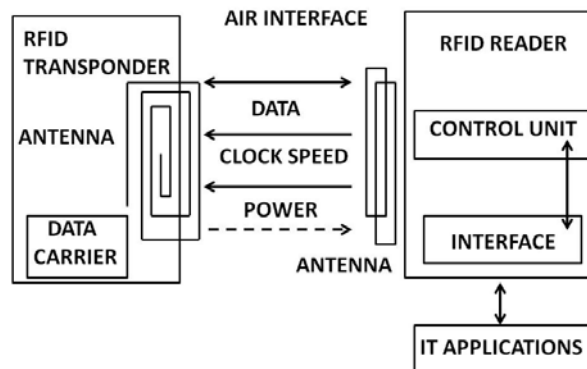 AIR INTERFACE
RFID
TRANSPONDER
ANTENNA
DATA
CARRIER
DATA
CLOCK SPEED
POWER
ANTENNA
RFID READER
CONTROL UNIT
INTERFACE
IT APPLICATIONS